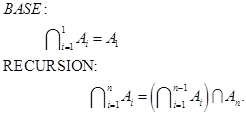 BASE:
⋂_{i=1}^{1} A_i = A_1
RECURSION:
⋂_{i=1}^{n} A_i = (⋂_{i=1}^{n-1} A_i) ⋂ A_n.